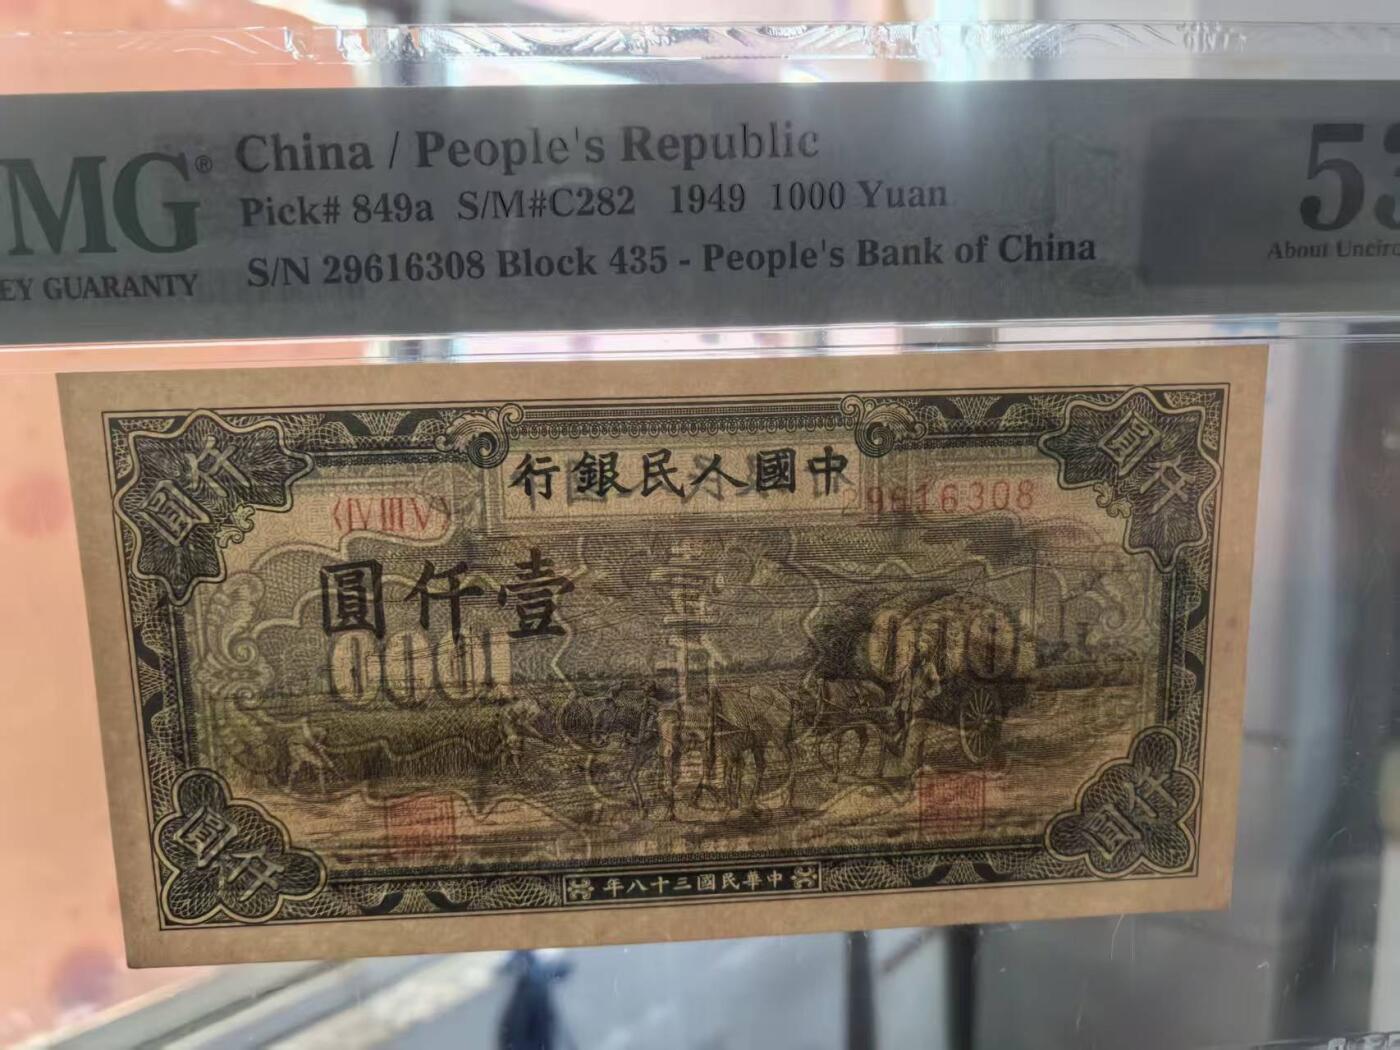 MG®
EY GUARANTY
China / People's Republic
Pick# 849a S/M#C282 1949 1000 Yuan
S/N 29616308 Block 435 - People's Bank of China
53
About Uncirc
行銀民人國中
〈IV III V〉
29616308
圓仟壹
圓仟
圓仟
圓仟
圓仟
年八十三國民華中